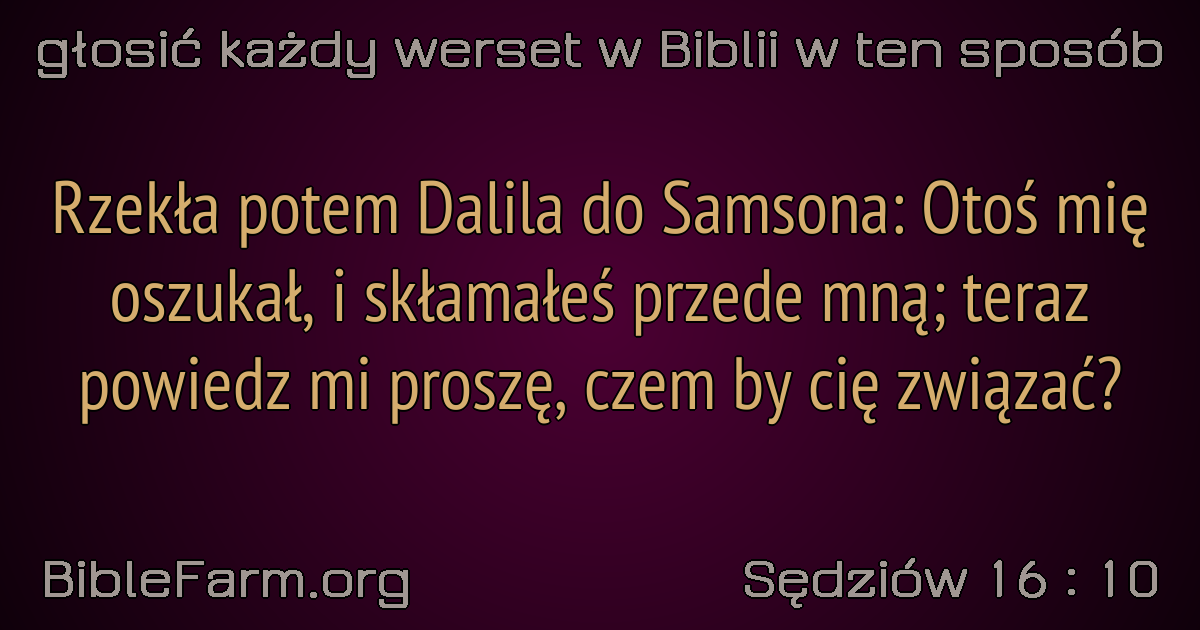 głosić każdy werset w Biblii w ten sposób
Rzekła potem Dalila do Samsona: Otoś mię
oszukał, i skłamałeś przede mną; teraz
powiedz mi proszę, czem by cię związać?
BibleFarm.org
Sędziów 16 : 10